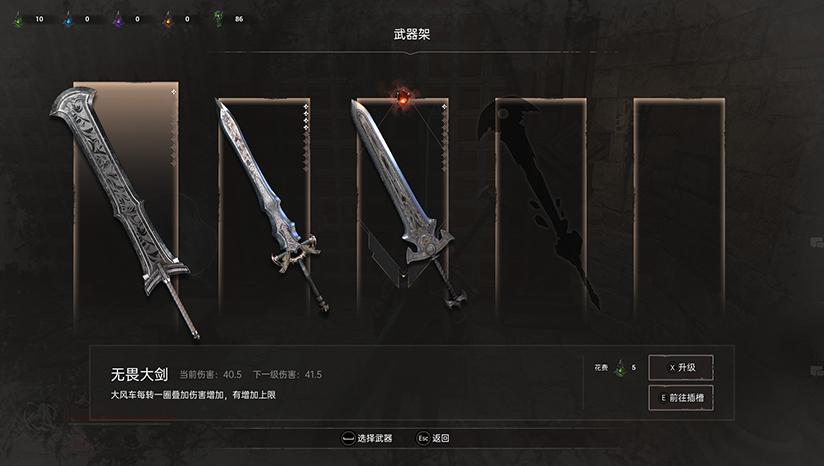 10 0 0 0 86
武器架
无畏大剑 当前伤害: 40.5 下一级伤害: 41.5
大风车每转一圈叠加伤害增加，有增加上限
花费 5
X 升级
E 前往插槽
选择武器 Esc 返回